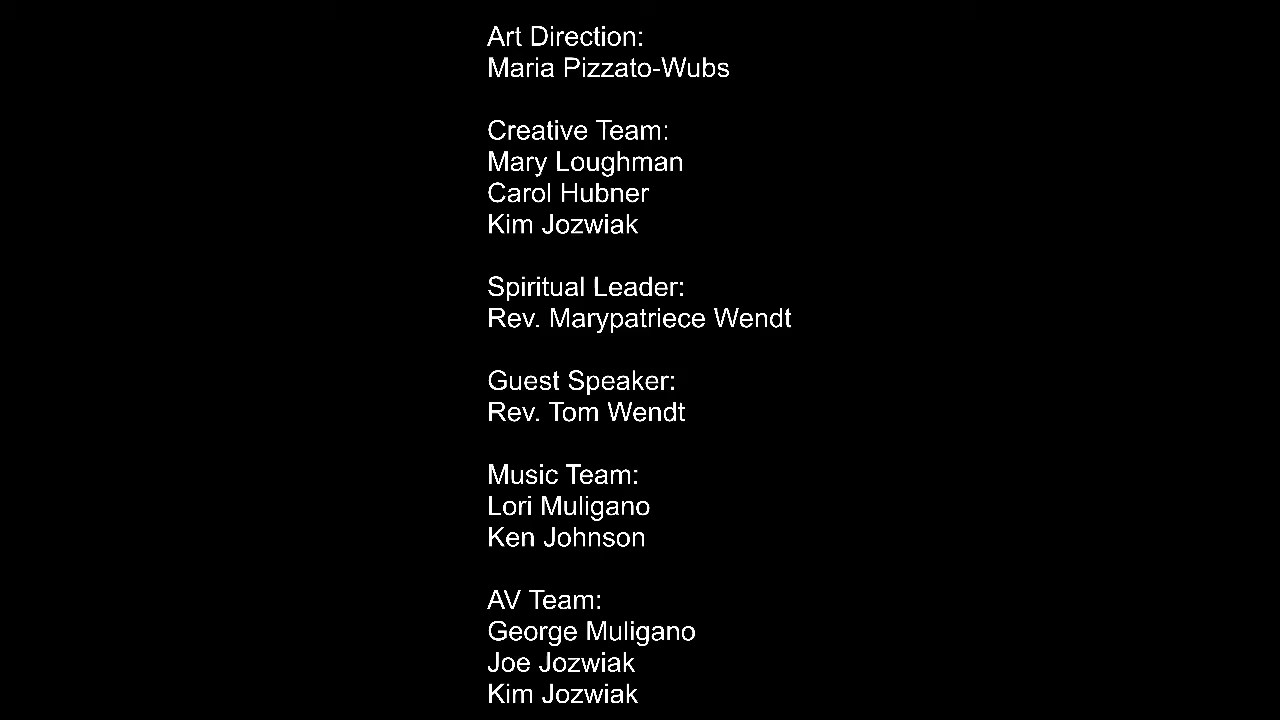 Art Direction:
Maria Pizzato-Wubs
Creative Team:
Mary Loughman
Carol Hubner
Kim Jozwiak
Spiritual Leader:
Rev. Marypatriece Wendt
Guest Speaker:
Rev. Tom Wendt
Music Team:
Lori Muligano
Ken Johnson
AV Team:
George Muligano
Joe Jozwiak
Kim Jozwiak